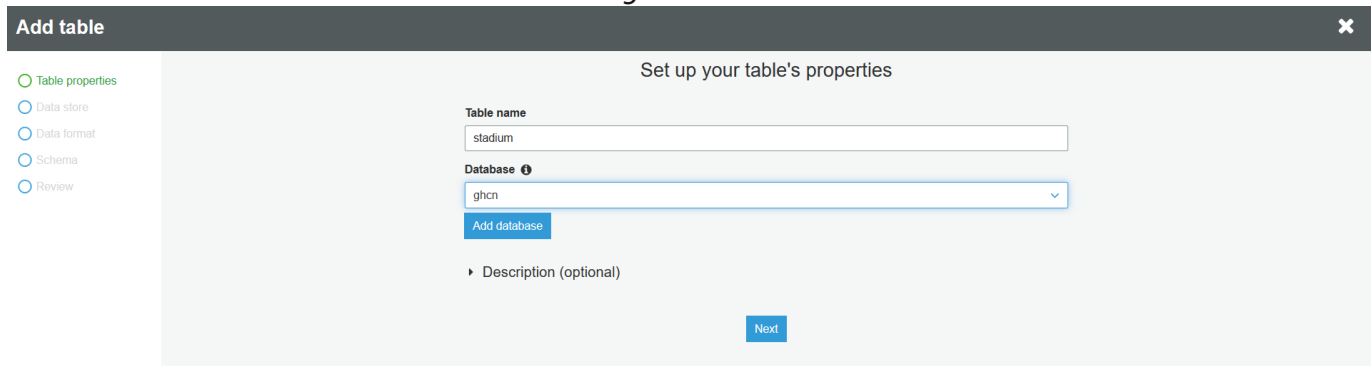 Add table
Table properties
Data store
Data format
Schema
Review
Set up your table's properties
Table name
stadium
Database
ghcn
Add database
Description (optional)
Next